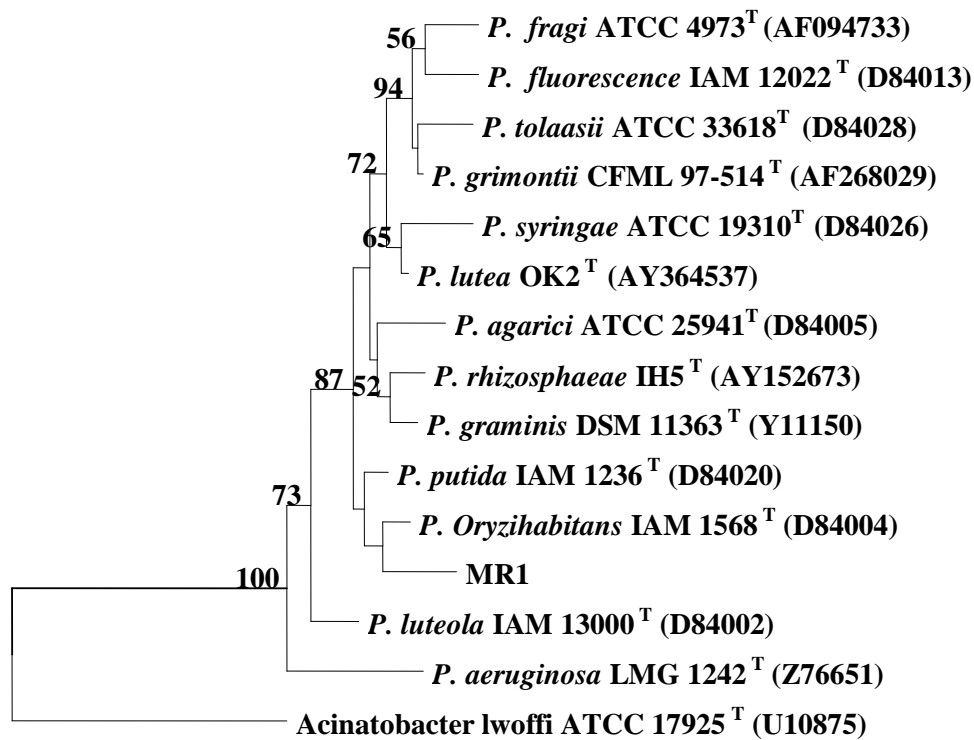 56
P. fragi ATCC 4973T (AF094733)
P. fluorescence IAM 12022 T (D84013)
94
P. tolaasii ATCC 33618T (D84028)
72
P. grimontii CFML 97-514 T (AF268029)
P. syringae ATCC 19310T (D84026)
65
P. lutea OK2 T (AY364537)
P. agarici ATCC 25941T (D84005)
87
52
P. rhizosphaeae IH5 T (AY152673)
P. graminis DSM 11363 T (Y11150)
P. putida IAM 1236 T (D84020)
73
P. Oryzihabitans IAM 1568 T (D84004)
100
MR1
P. luteola IAM 13000 T (D84002)
P. aeruginosa LMG 1242 T (Z76651)
Acinatobacter lwoffi ATCC 17925 T (U10875)